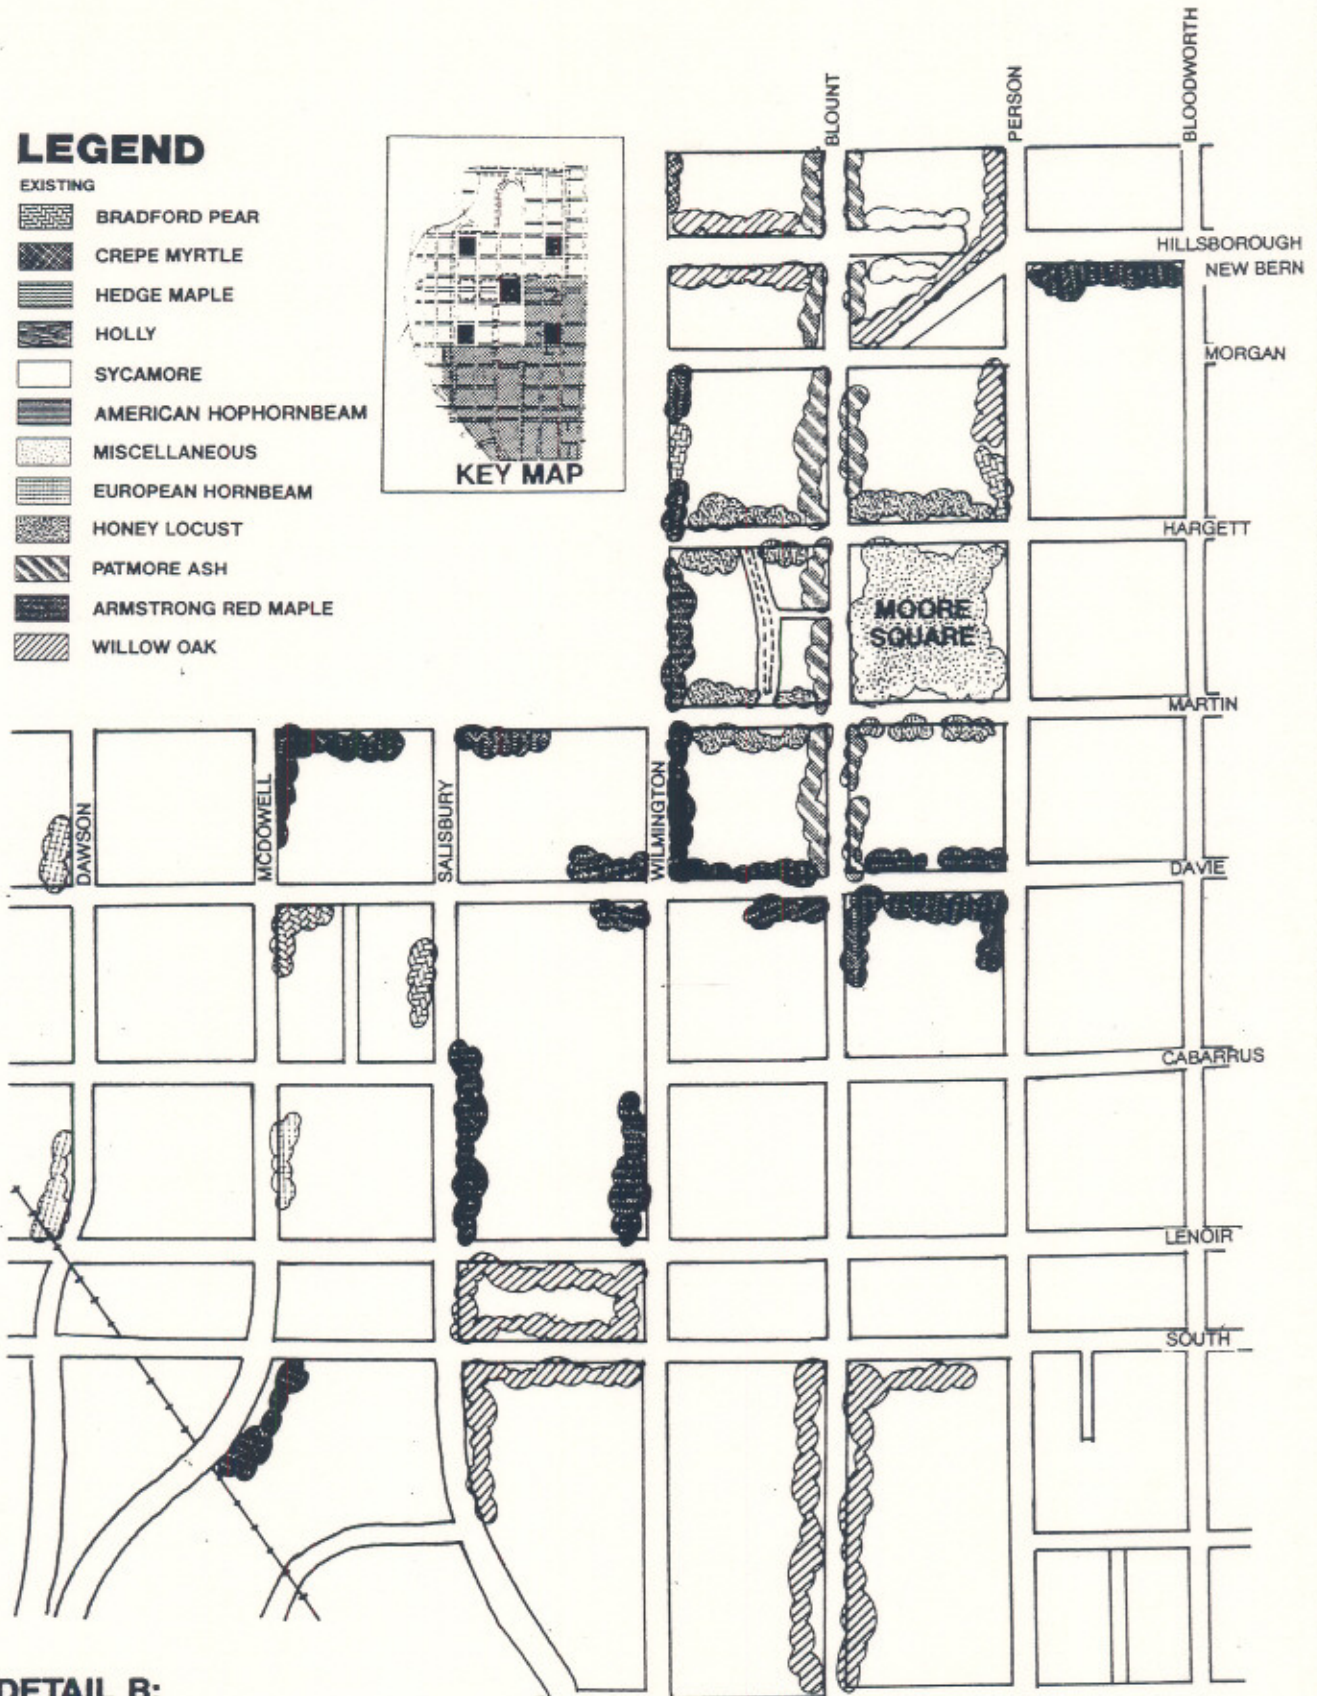 LEGEND
EXISTING
BRADFORD PEAR
CREPE MYRTLE
HEDGE MAPLE
HOLLY
SYCAMORE
AMERICAN HOPHORNBEAM
MISCELLANEOUS
EUROPEAN HORNBEAM
HONEY LOCUST
PATMORE ASH
ARMSTRONG RED MAPLE
WILLOW OAK
KEY MAP
BLOUNT
PERSON
BLOODWORTH
HILLSBOROUGH
NEW BERN
MORGAN
HARGETT
MOORE
SQUARE
MARTIN
DAWSON
MCDOWELL
SALISBURY
WILMINGTON
DAVIE
CABARRUS
LENOIR
SOUTH
DETAIL B: